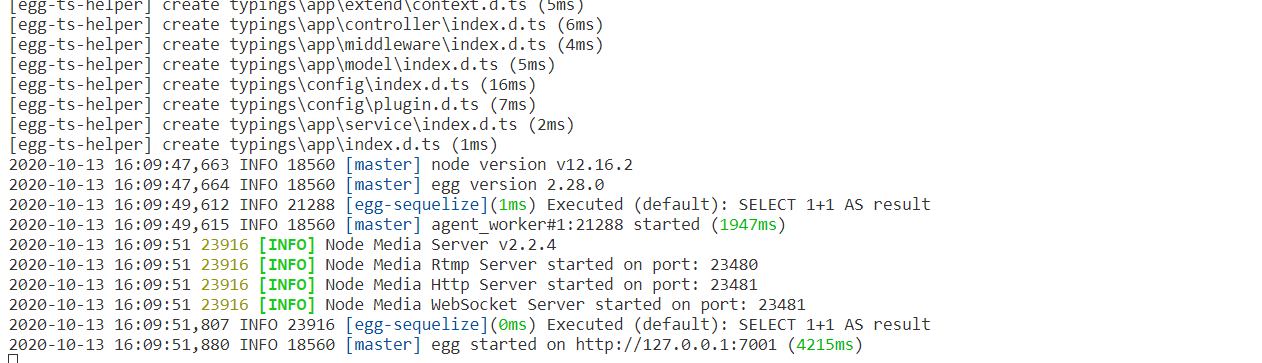 [egg-ts-helper] create typings\app\extend\context.d.ts (5ms)
[egg-ts-helper] create typings\app\controller\index.d.ts (6ms)
[egg-ts-helper] create typings\app\middleware\index.d.ts (4ms)
[egg-ts-helper] create typings\app\model\index.d.ts (5ms)
[egg-ts-helper] create typings\config\index.d.ts (16ms)
[egg-ts-helper] create typings\config\plugin.d.ts (7ms)
[egg-ts-helper] create typings\app\service\index.d.ts (2ms)
[egg-ts-helper] create typings\app\index.d.ts (1ms)
2020-10-13 16:09:47,663 INFO 18560 [master] node version v12.16.2
2020-10-13 16:09:47,664 INFO 18560 [master] egg version 2.28.0
2020-10-13 16:09:49,612 INFO 21288 [egg-sequelize](1ms) Executed (default): SELECT 1+1 AS result
2020-10-13 16:09:49,615 INFO 18560 [master] agent_worker#1:21288 started (1947ms)
2020-10-13 16:09:51 23916 [INFO] Node Media Server v2.2.4
2020-10-13 16:09:51 23916 [INFO] Node Media Rtmp Server started on port: 23480
2020-10-13 16:09:51 23916 [INFO] Node Media Http Server started on port: 23481
2020-10-13 16:09:51 23916 [INFO] Node Media WebSocket Server started on port: 23481
2020-10-13 16:09:51,807 INFO 23916 [egg-sequelize](0ms) Executed (default): SELECT 1+1 AS result
2020-10-13 16:09:51,880 INFO 18560 [master] egg started on http://127.0.0.1:7001 (4215ms)